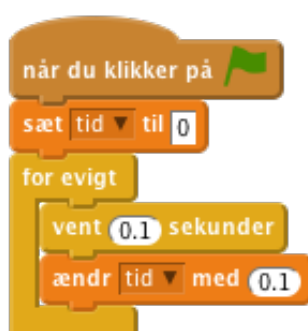 når du klikker på
sæt tid til 0
for evigt
vent 0.1 sekunder
ændr tid med 0.1